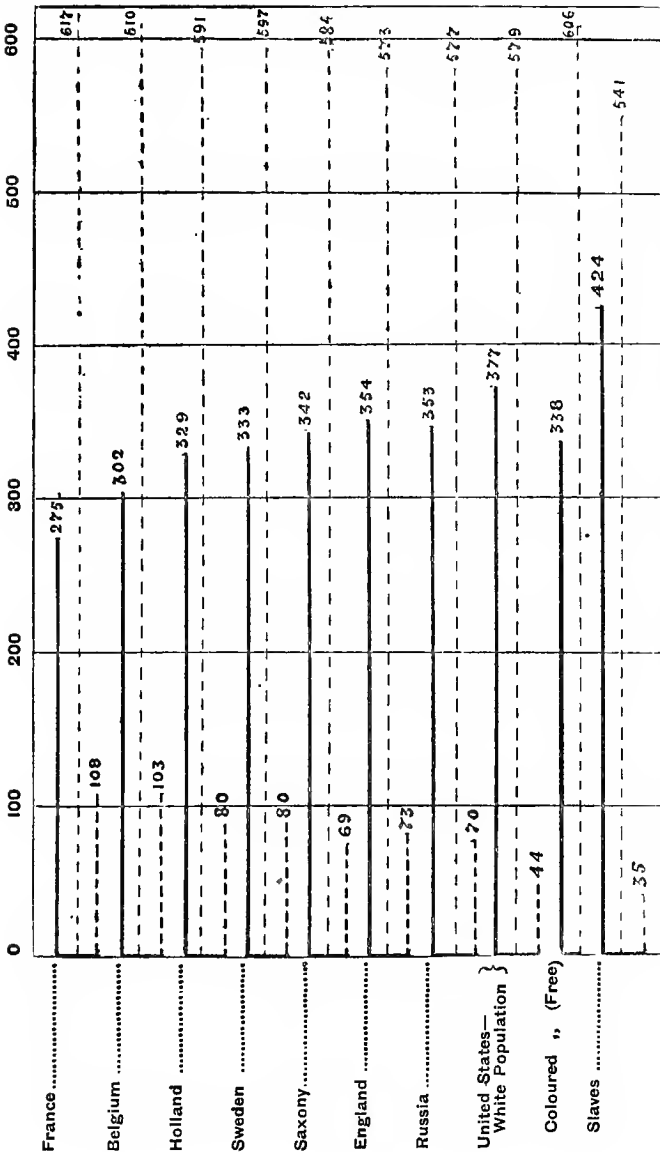 0 100 200 300 400 500 600
France 275
617
108
Belgium 302
610
103
Holland 329
591
80
Sweden 333
597
80
Saxony 342
584
69
England 354
573
73
Russia 353
577
70
United States—
White Population } 377
579
44
Coloured ,, (Free) 338
606
Slaves 424
541
35